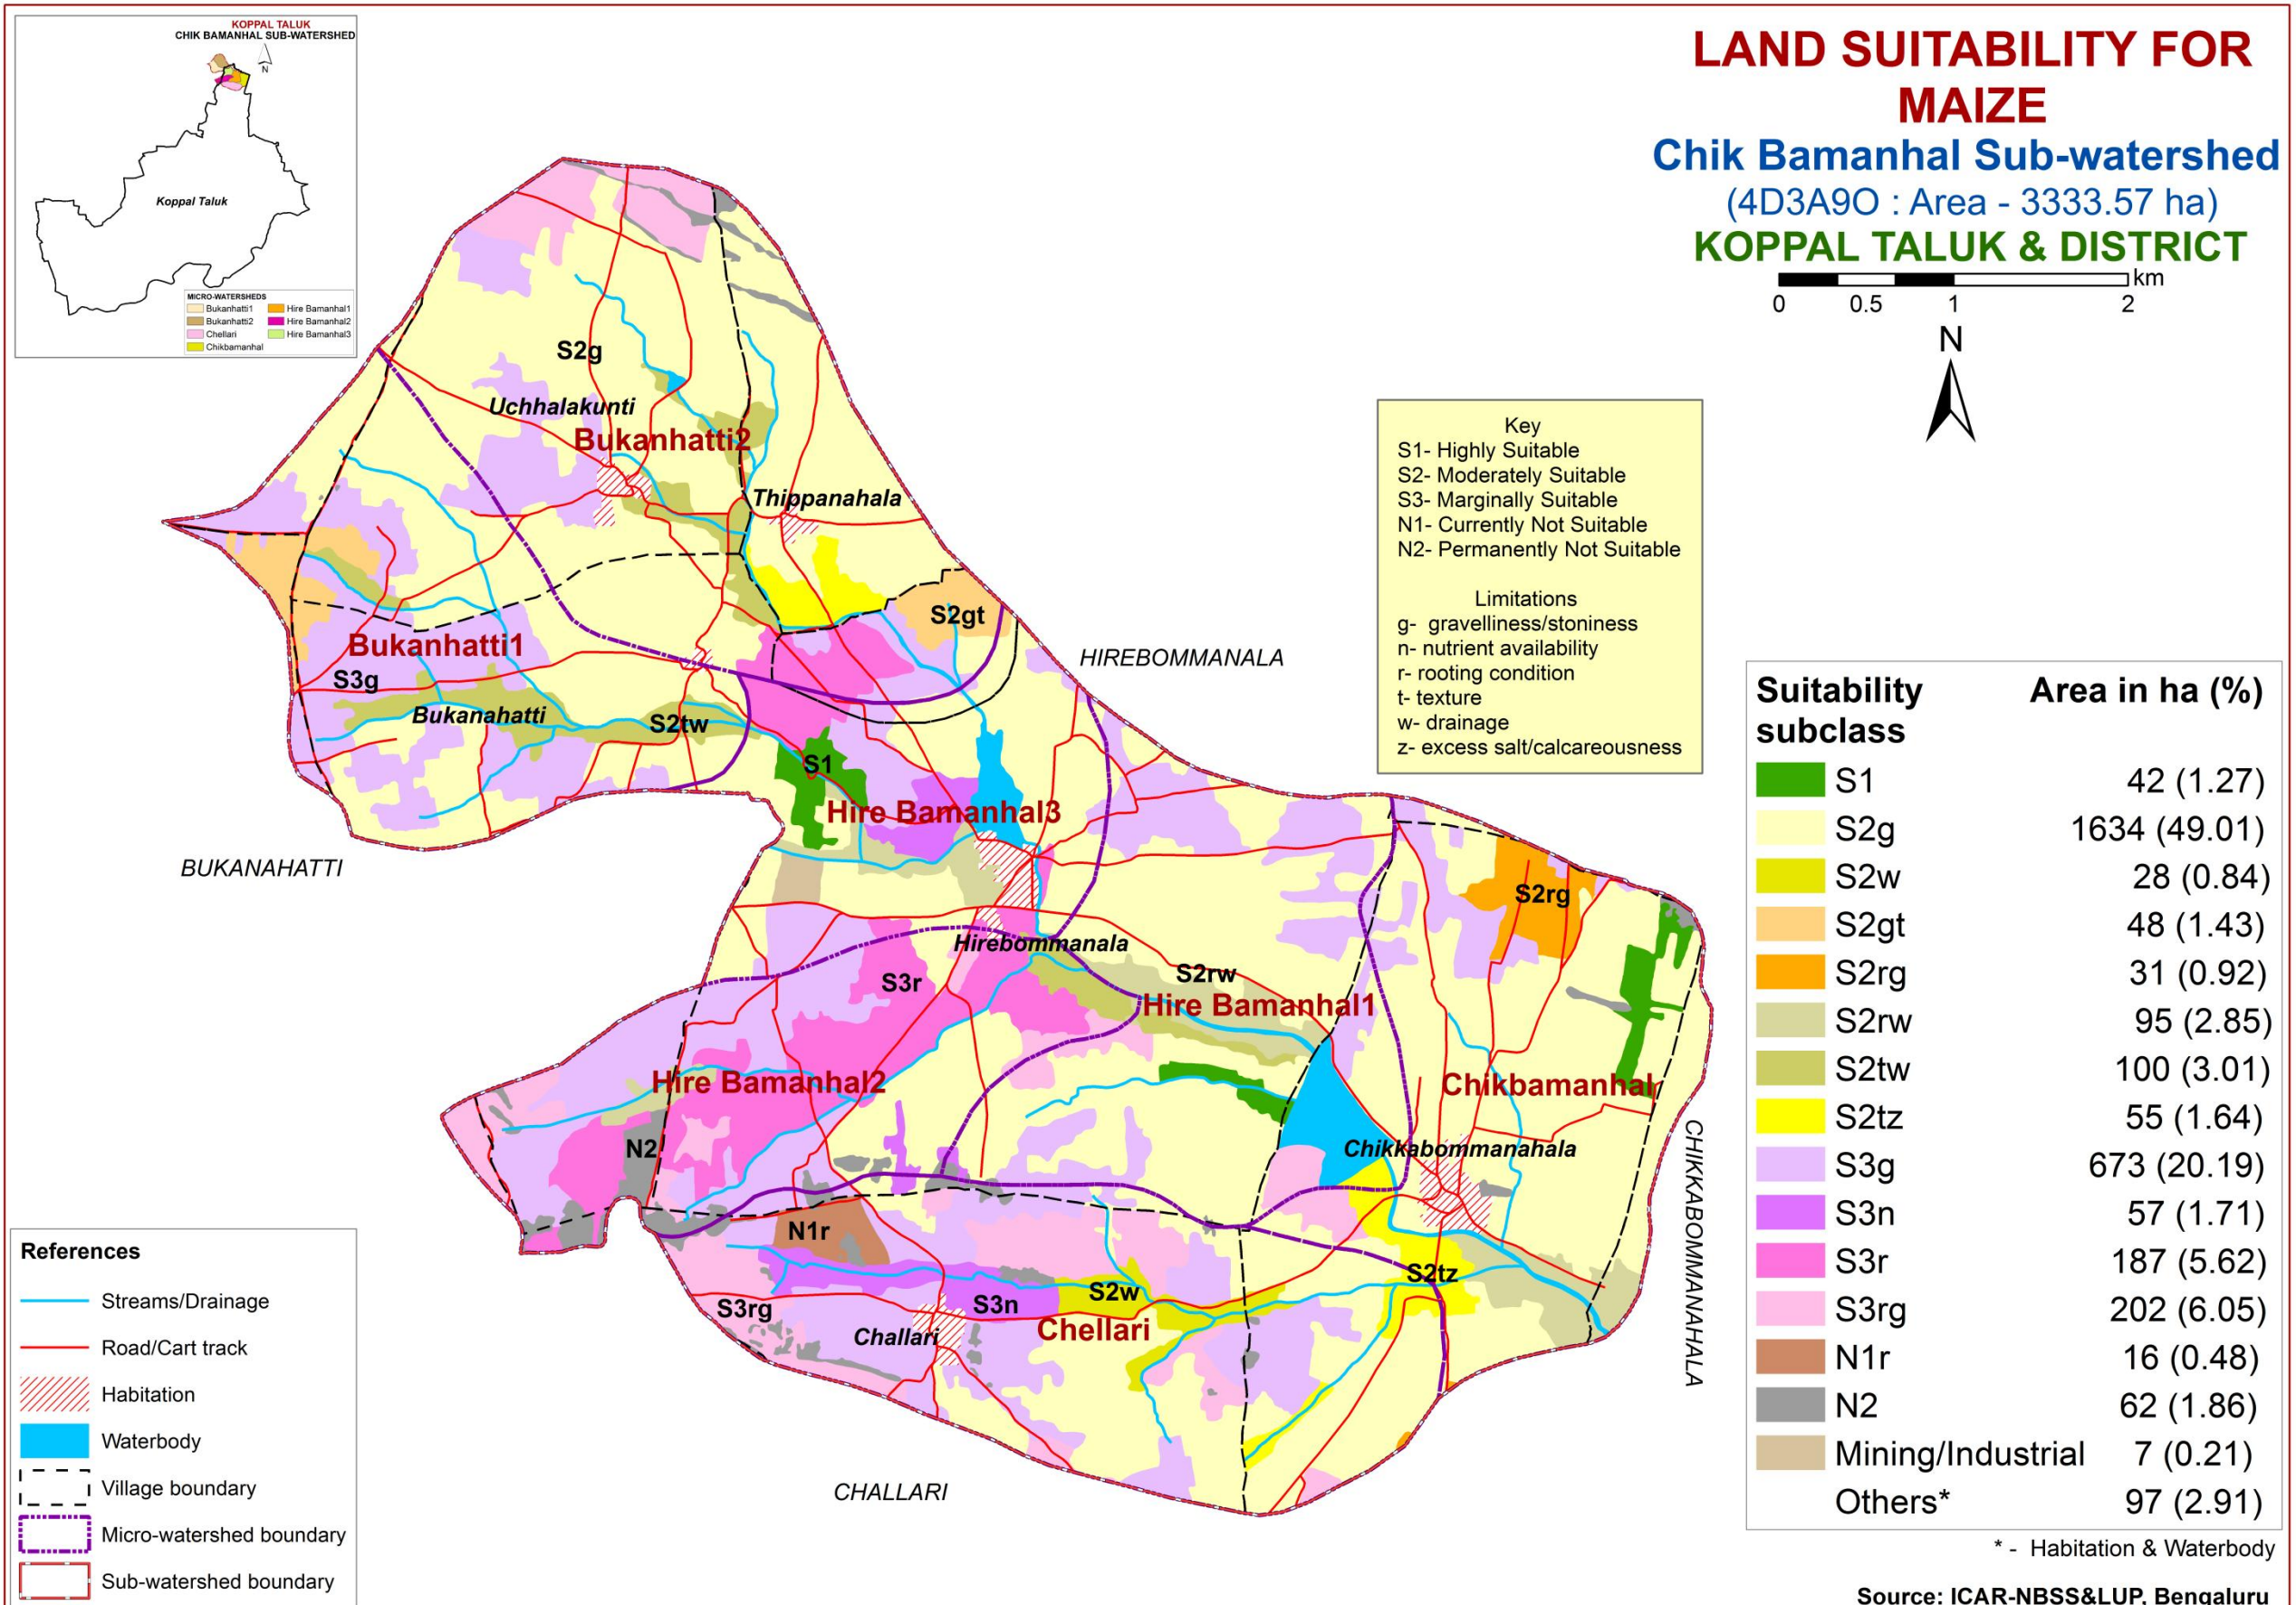 KOPPAL TALUK
CHIK BAMANHAL SUB-WATERSHED
N
Koppal Taluk
MICRO-WATERSHEDS
Bukanhatti1
Hire Bamanhal1
Bukanhatti2
Hire Bamanhal2
Chellari
Hire Bamanhal3
Chikbamanhal
LAND SUITABILITY FOR
MAIZE
Chik Bamanhal Sub-watershed
(4D3A9O : Area - 3333.57 ha)
KOPPAL TALUK & DISTRICT
km
0 0.5 1 2
N
Key
S1- Highly Suitable
S2- Moderately Suitable
S3- Marginally Suitable
N1- Currently Not Suitable
N2- Permanently Not Suitable
Limitations
g- gravelliness/stoniness
n- nutrient availability
r- rooting condition
t- texture
w- drainage
z- excess salt/calcareousness
S2g
Uchhalakunti
Bukanhatti2
Thippanahala
S2gt
Bukanhatti1
HIREBOMMANALA
S3g
Bukanahatti
S2tw
S1
Hire Bamanhal3
BUKANAHATTI
S2rg
Hirebommanala
S3r
S2rw
Hire Bamanhal1
Hire Bamanhal2
Chikbamanhal
N2
Chikkabommanahala
CHIKKABOMMANAHALA
N1r
S2tz
S2w
S3n
S3rg
Chellari
Challari
CHALLARI
Suitability subclass Area in ha (%)
S1 42 (1.27)
S2g 1634 (49.01)
S2w 28 (0.84)
S2gt 48 (1.43)
S2rg 31 (0.92)
S2rw 95 (2.85)
S2tw 100 (3.01)
S2tz 55 (1.64)
S3g 673 (20.19)
S3n 57 (1.71)
S3r 187 (5.62)
S3rg 202 (6.05)
N1r 16 (0.48)
N2 62 (1.86)
Mining/Industrial 7 (0.21)
Others* 97 (2.91)
* - Habitation & Waterbody
Source: ICAR-NBSS&LUP, Bengaluru
References
Streams/Drainage
Road/Cart track
Habitation
Waterbody
Village boundary
Micro-watershed boundary
Sub-watershed boundary